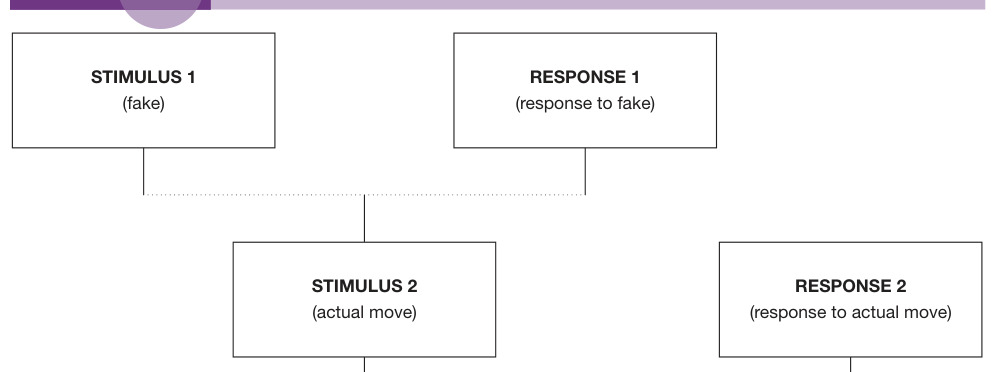 STIMULUS 1
(fake)
RESPONSE 1
(response to fake)
STIMULUS 2
(actual move)
RESPONSE 2
(response to actual move)